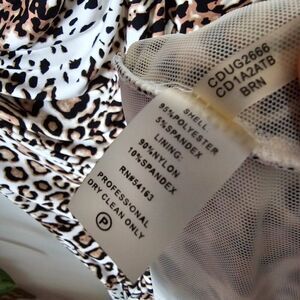 CDUG2666
CD1A2ATB
BRN
SHELL
95%POLYESTER
5%SPANDEX
LINING:
90%NYLON
10%SPANDEX
RN#54163
PROFESSIONAL
DRY CLEAN ONLY
P